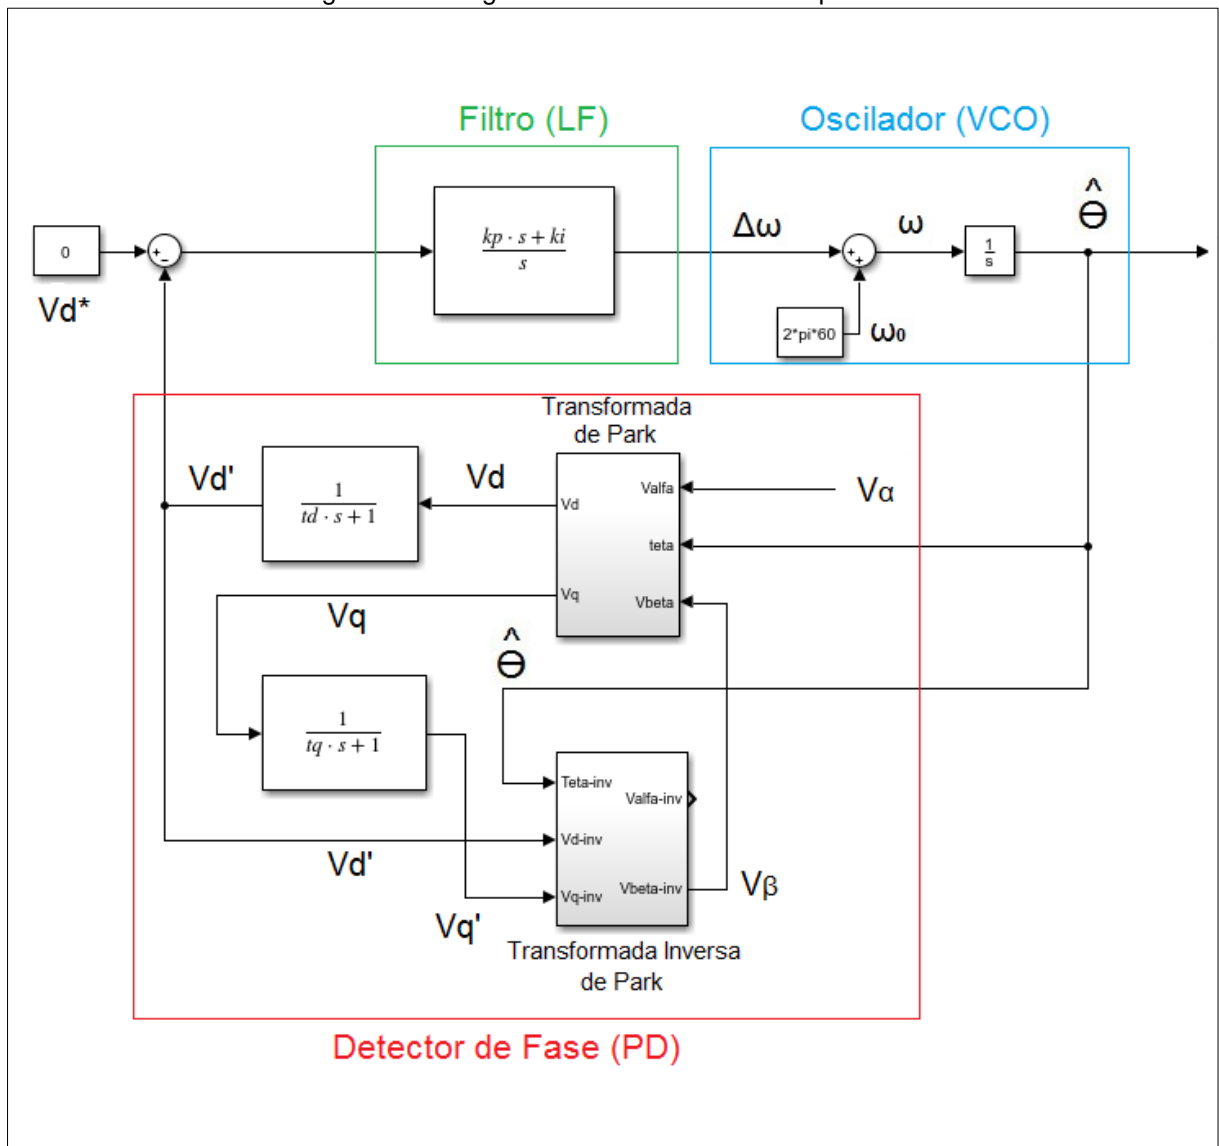 Filtro (LF)
Oscilador (VCO)
0
+
−
Vd*
kp · s + ki
s
Δω
+
+
ω
1
s
^
Θ
2*pi*60
ω₀
Transformada
de Park
Vd'
1
td · s + 1
Vd
Vd
Valfa
Vα
teta
Vq
Vq
Vbeta
^
Θ
1
tq · s + 1
Teta-inv
Valfa-inv
Vd-inv
Vd'
Vq-inv
Vbeta-inv
Vβ
Vq'
Transformada Inversa
de Park
Detector de Fase (PD)